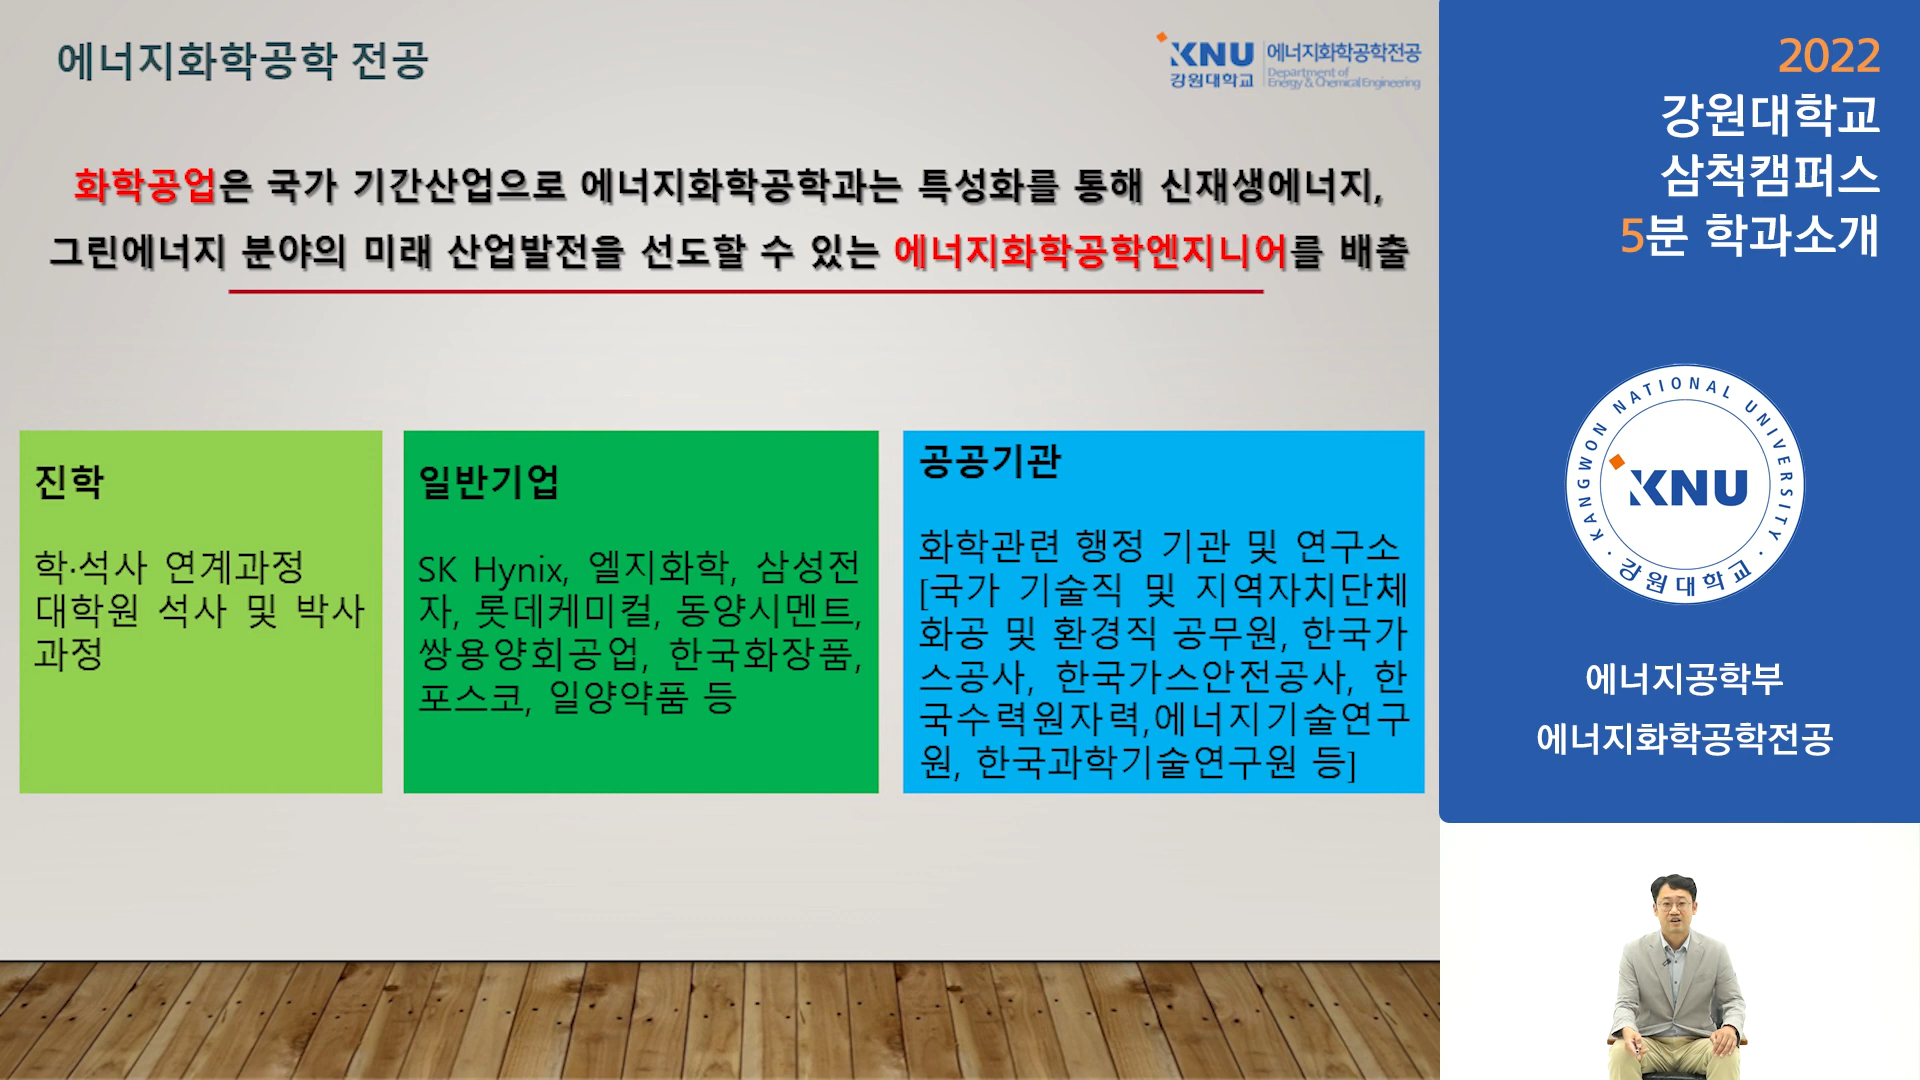 에너지화학공학 전공
KNU
강원대학교
에너지화학공학전공
Department of
Energy & Chemical Engineering
화학공업은 국가 기간산업으로 에너지화학공학과는 특성화를 통해 신재생에너지,
그린에너지 분야의 미래 산업발전을 선도할 수 있는 에너지화학공학엔지니어를 배출
진학
학·석사 연계과정
대학원 석사 및 박사
과정
일반기업
SK Hynix, 엘지화학, 삼성전
자, 롯데케미컬, 동양시멘트,
쌍용양회공업, 한국화장품,
포스코, 일양약품 등
공공기관
화학관련 행정 기관 및 연구소
[국가 기술직 및 지역자치단체
화공 및 환경직 공무원, 한국가
스공사, 한국가스안전공사, 한
국수력원자력,에너지기술연구
원, 한국과학기술연구원 등]
2022
강원대학교
삼척캠퍼스
5분 학과소개
KANGWON NATIONAL UNIVERSITY
KNU
강원대학교
에너지공학부
에너지화학공학전공